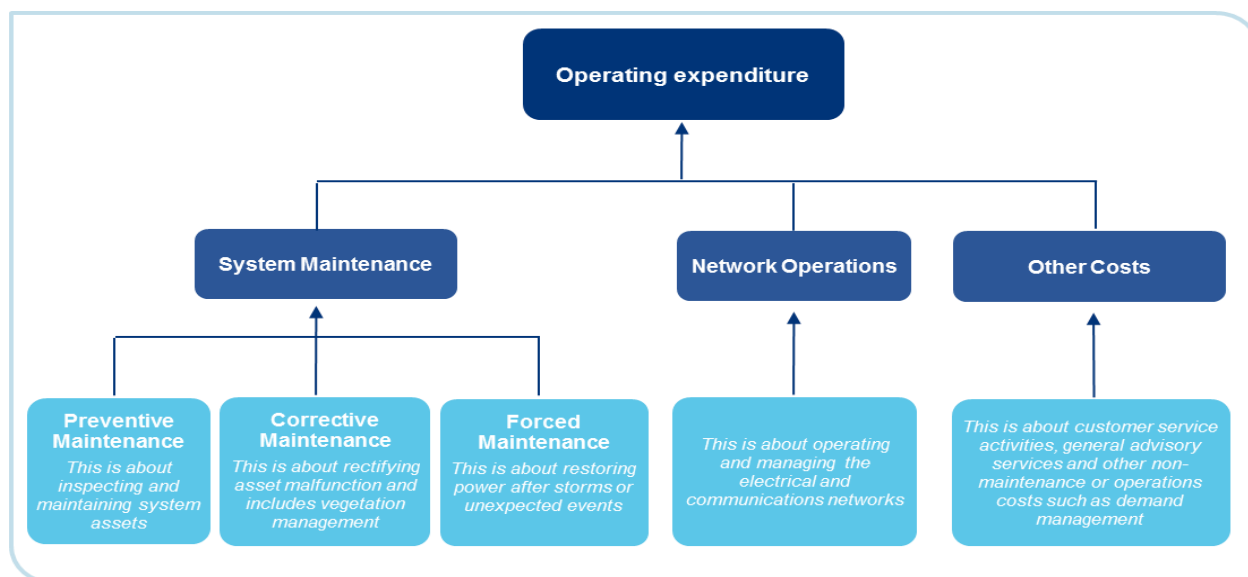 Operating expenditure
System Maintenance
Network Operations
Other Costs
Preventive
Maintenance
This is about
inspecting and
maintaining system
assets
Corrective
Maintenance
This is about rectifying
asset malfunction and
includes vegetation
management
Forced
Maintenance
This is about restoring
power after storms or
unexpected events
This is about operating
and managing the
electrical and
communications networks
This is about customer service
activities, general advisory
services and other non-
maintenance or operations
costs such as demand
management